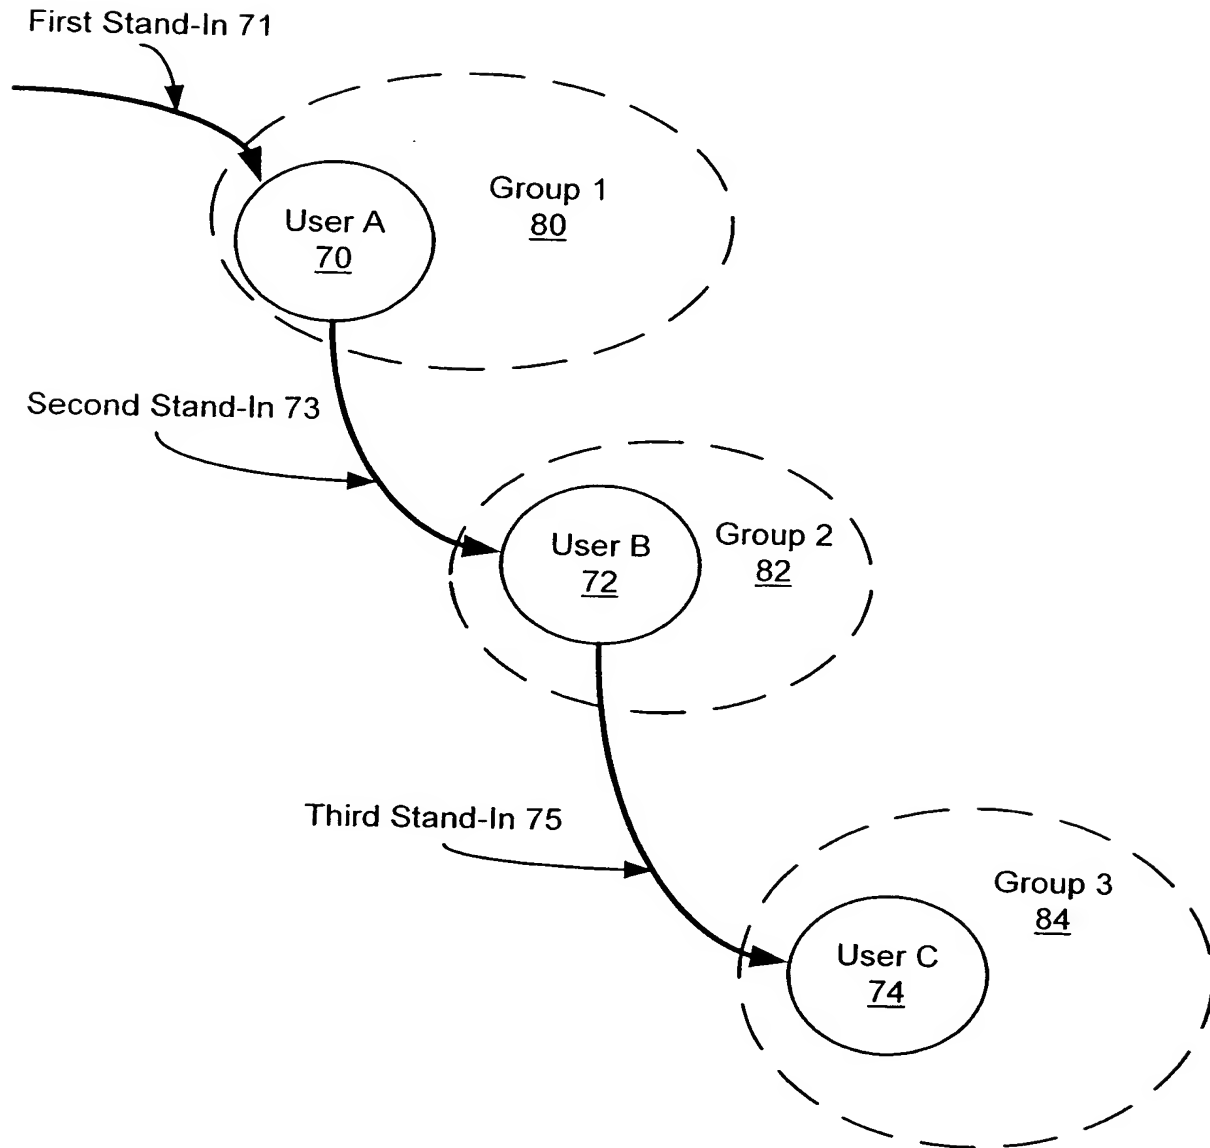 First Stand-In 71
Group 1
80
User A
70
Second Stand-In 73
Group 2
82
User B
72
Third Stand-In 75
Group 3
84
User C
74